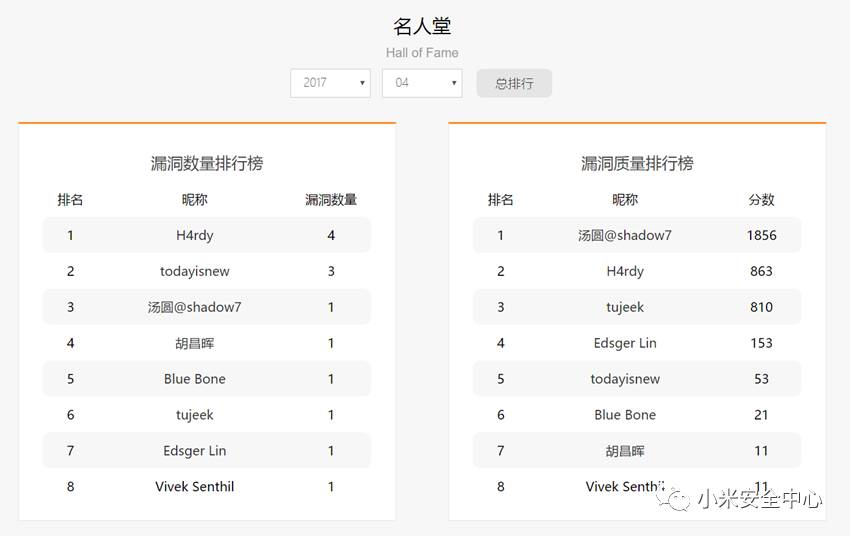 名人堂
Hall of Fame
2017 04 总排行
漏洞数量排行榜
排名 昵称 漏洞数量
1 H4rdy 4
2 todayisnew 3
3 汤圆@shadow7 1
4 胡昌晖 1
5 Blue Bone 1
6 tujeek 1
7 Edsger Lin 1
8 Vivek Senthil 1
漏洞质量排行榜
排名 昵称 分数
1 汤圆@shadow7 1856
2 H4rdy 863
3 tujeek 810
4 Edsger Lin 153
5 todayisnew 53
6 Blue Bone 21
7 胡昌晖 11
8 Vivek Senthil 11
小米安全中心